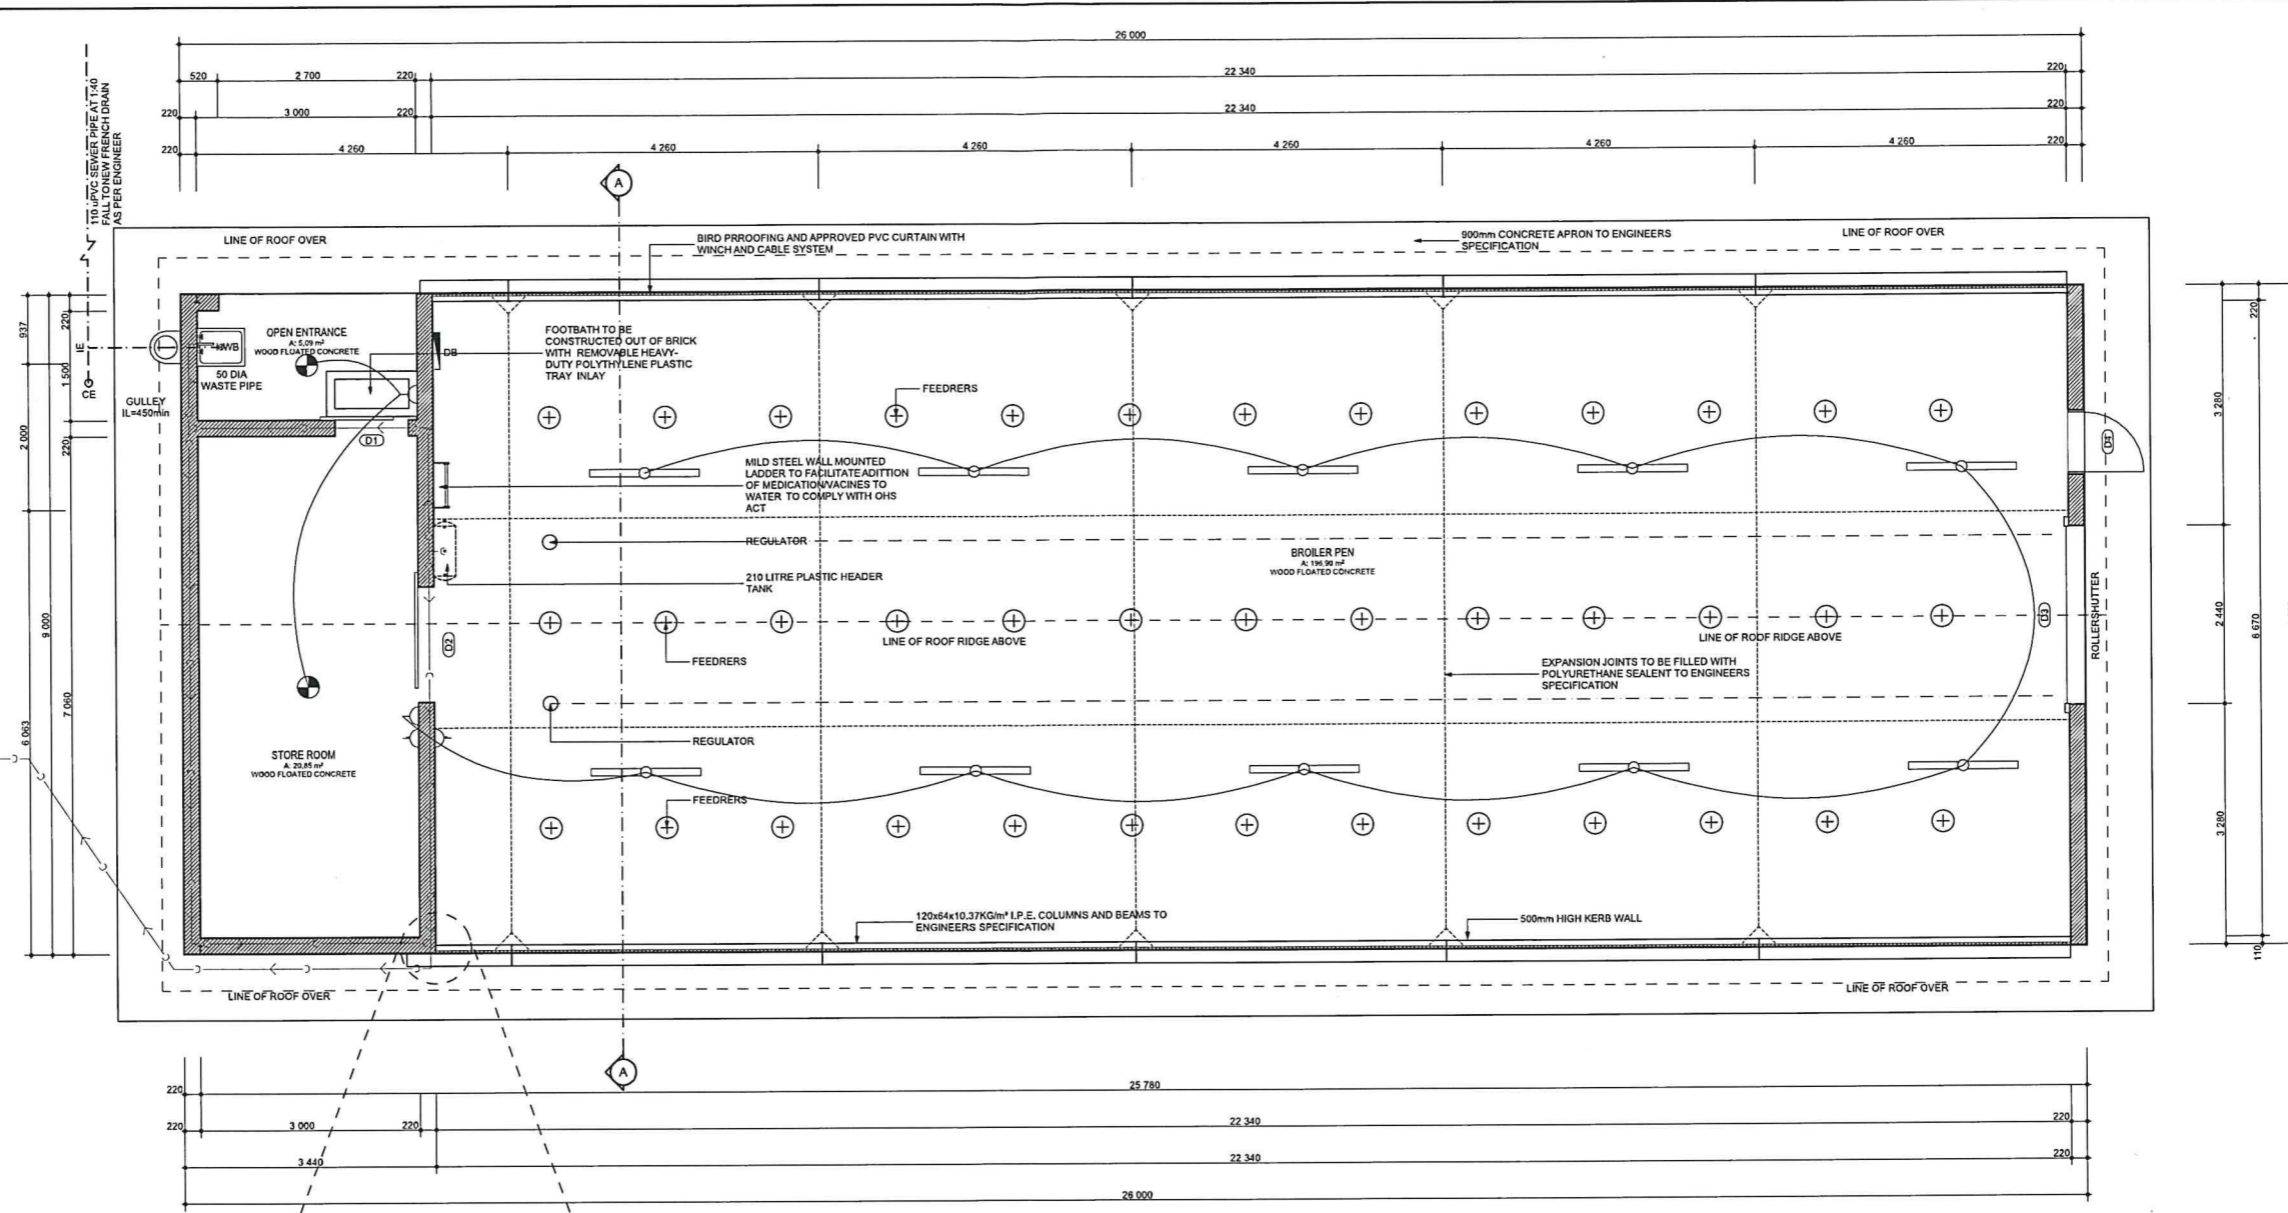 26 000
520
2 700
220
22 340
220
220
3 000
220
22 340
220
220
4 260
4 260
4 260
4 260
4 260
4 260
220
110 uPVC SEWER PIPE AT 1:40
FALL TO NEW FRENCH DRAIN
AS PER ENGINEER
A
LINE OF ROOF OVER
BIRD PRROOFING AND APPROVED PVC CURTAIN WITH
WINCH AND CABLE SYSTEM
900mm CONCRETE APRON TO ENGINEERS
SPECIFICATION
LINE OF ROOF OVER
937
2 000
6 063
9 000
220
1 500
220
7 060
IE
CE
GULLEY
IL=450min
OPEN ENTRANCE
A: 5,09 m²
WOOD FLOATED CONCRETE
WB
50 DIA
WASTE PIPE
DB
FOOTBATH TO BE
CONSTRUCTED OUT OF BRICK
WITH REMOVABLE HEAVY-
DUTY POLYTHYLENE PLASTIC
TRAY INLAY
FEEDRERS
D1
MILD STEEL WALL MOUNTED
LADDER TO FACILITATE ADITTION
OF MEDICATION/VACINES TO
WATER TO COMPLY WITH OHS
ACT
REGULATOR
210 LITRE PLASTIC HEADER
TANK
BROILER PEN
A: 196,90 m²
WOOD FLOATED CONCRETE
D2
LINE OF ROOF RIDGE ABOVE
LINE OF ROOF RIDGE ABOVE
FEEDRERS
EXPANSION JOINTS TO BE FILLED WITH
POLYURETHANE SEALENT TO ENGINEERS
SPECIFICATION
D4
D3
ROLLERSHUTTER
REGULATOR
STORE ROOM
A: 20,85 m²
WOOD FLOATED CONCRETE
FEEDRERS
120x64x10.37KG/m² I.P.E. COLUMNS AND BEAMS TO
ENGINEERS SPECIFICATION
500mm HIGH KERB WALL
LINE OF ROOF OVER
LINE OF ROOF OVER
3 280
2 440
3 280
220
6 670
110
A
220
25 780
220
3 000
220
22 340
220
3 440
22 340
220
26 000